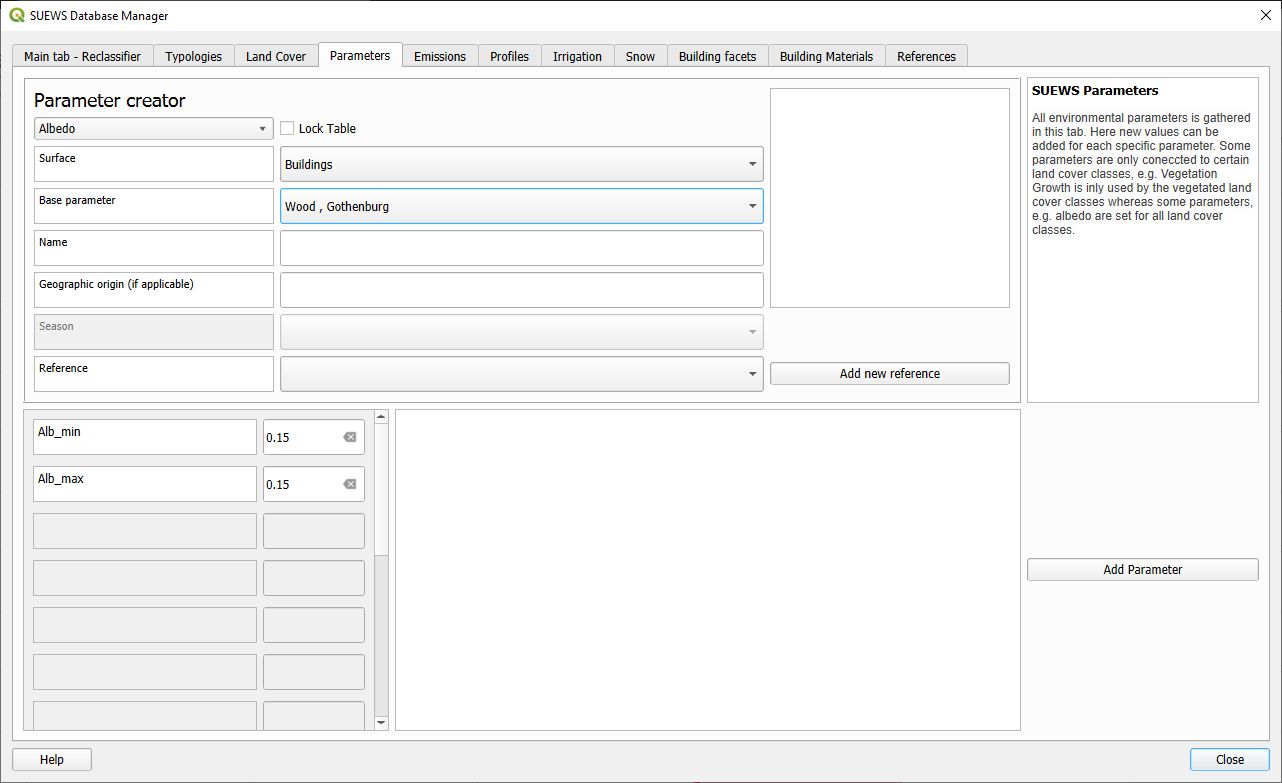 SUEWS Database Manager
Main tab - Reclassifier Typologies Land Cover Parameters Emissions Profiles Irrigation Snow Building facets Building Materials References
Parameter creator
Albedo
Lock Table
Surface
Buildings
Base parameter
Wood , Gothenburg
Name
Geographic origin (if applicable)
Season
Reference
Add new reference
SUEWS Parameters
All environmental parameters is gathered
in this tab. Here new values can be
added for each specific parameter. Some
parameters are only coneccted to certain
land cover classes, e.g. Vegetation
Growth is inly used by the vegetated land
cover classes whereas some parameters,
e.g. albedo are set for all land cover
classes.
Alb_min
0.15
Alb_max
0.15
Add Parameter
Help
Close